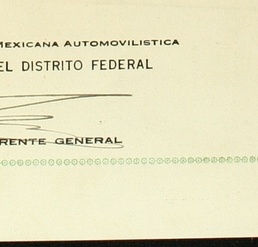 MEXICANA AUTOMOVILISTICA
EL DISTRITO FEDERAL
RENTE GENERAL